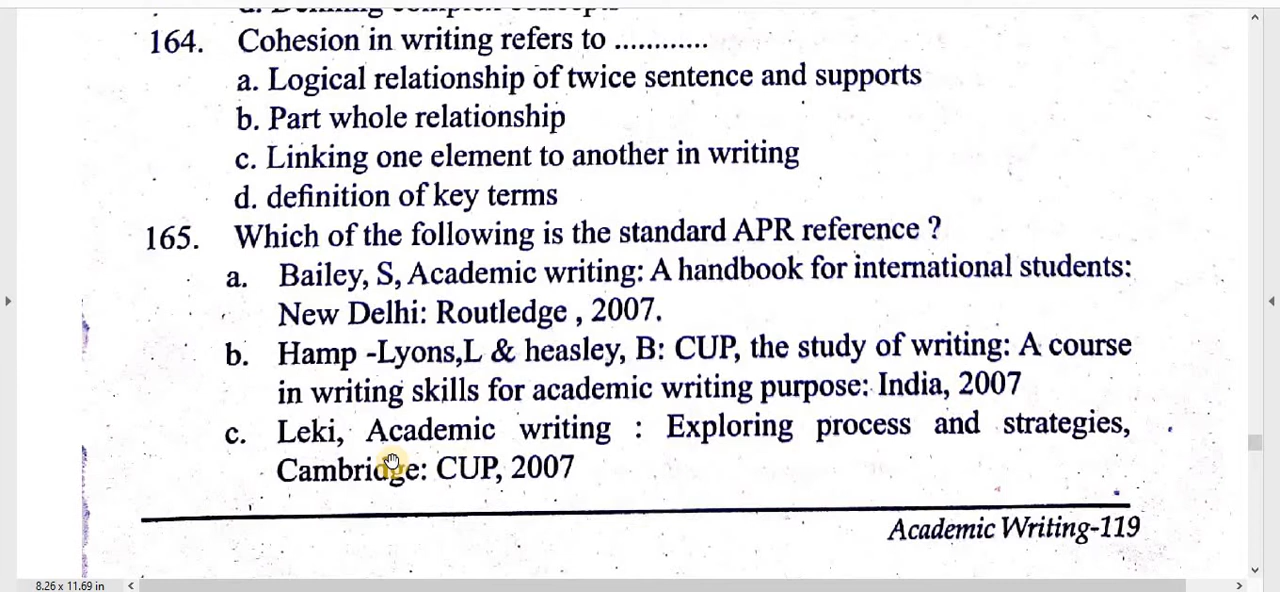 164. Cohesion in writing refers to ............
a. Logical relationship of twice sentence and supports
b. Part whole relationship
c. Linking one element to another in writing
d. definition of key terms
165. Which of the following is the standard APR reference ?
a. Bailey, S, Academic writing: A handbook for international students:
New Delhi: Routledge , 2007.
b. Hamp -Lyons,L & heasley, B: CUP, the study of writing: A course
in writing skills for academic writing purpose: India, 2007
c. Leki, Academic writing : Exploring process and strategies,
Cambridge: CUP, 2007
Academic Writing-119
8.26 x 11.69 in